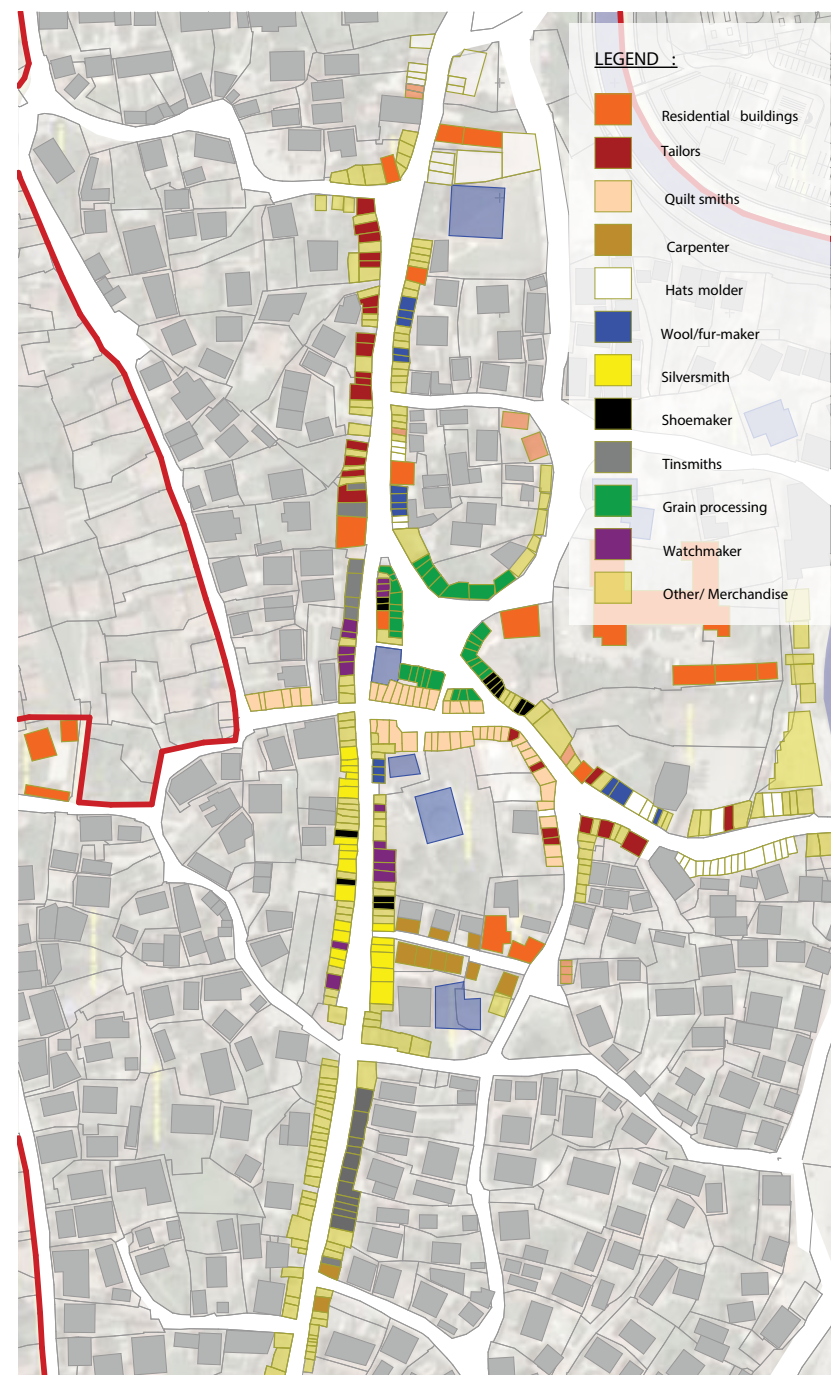 LEGEND :
Residential buildings
Tailors
Quilt smiths
Carpenter
Hats molder
Wool/fur-maker
Silversmith
Shoemaker
Tinsmiths
Grain processing
Watchmaker
Other/ Merchandise